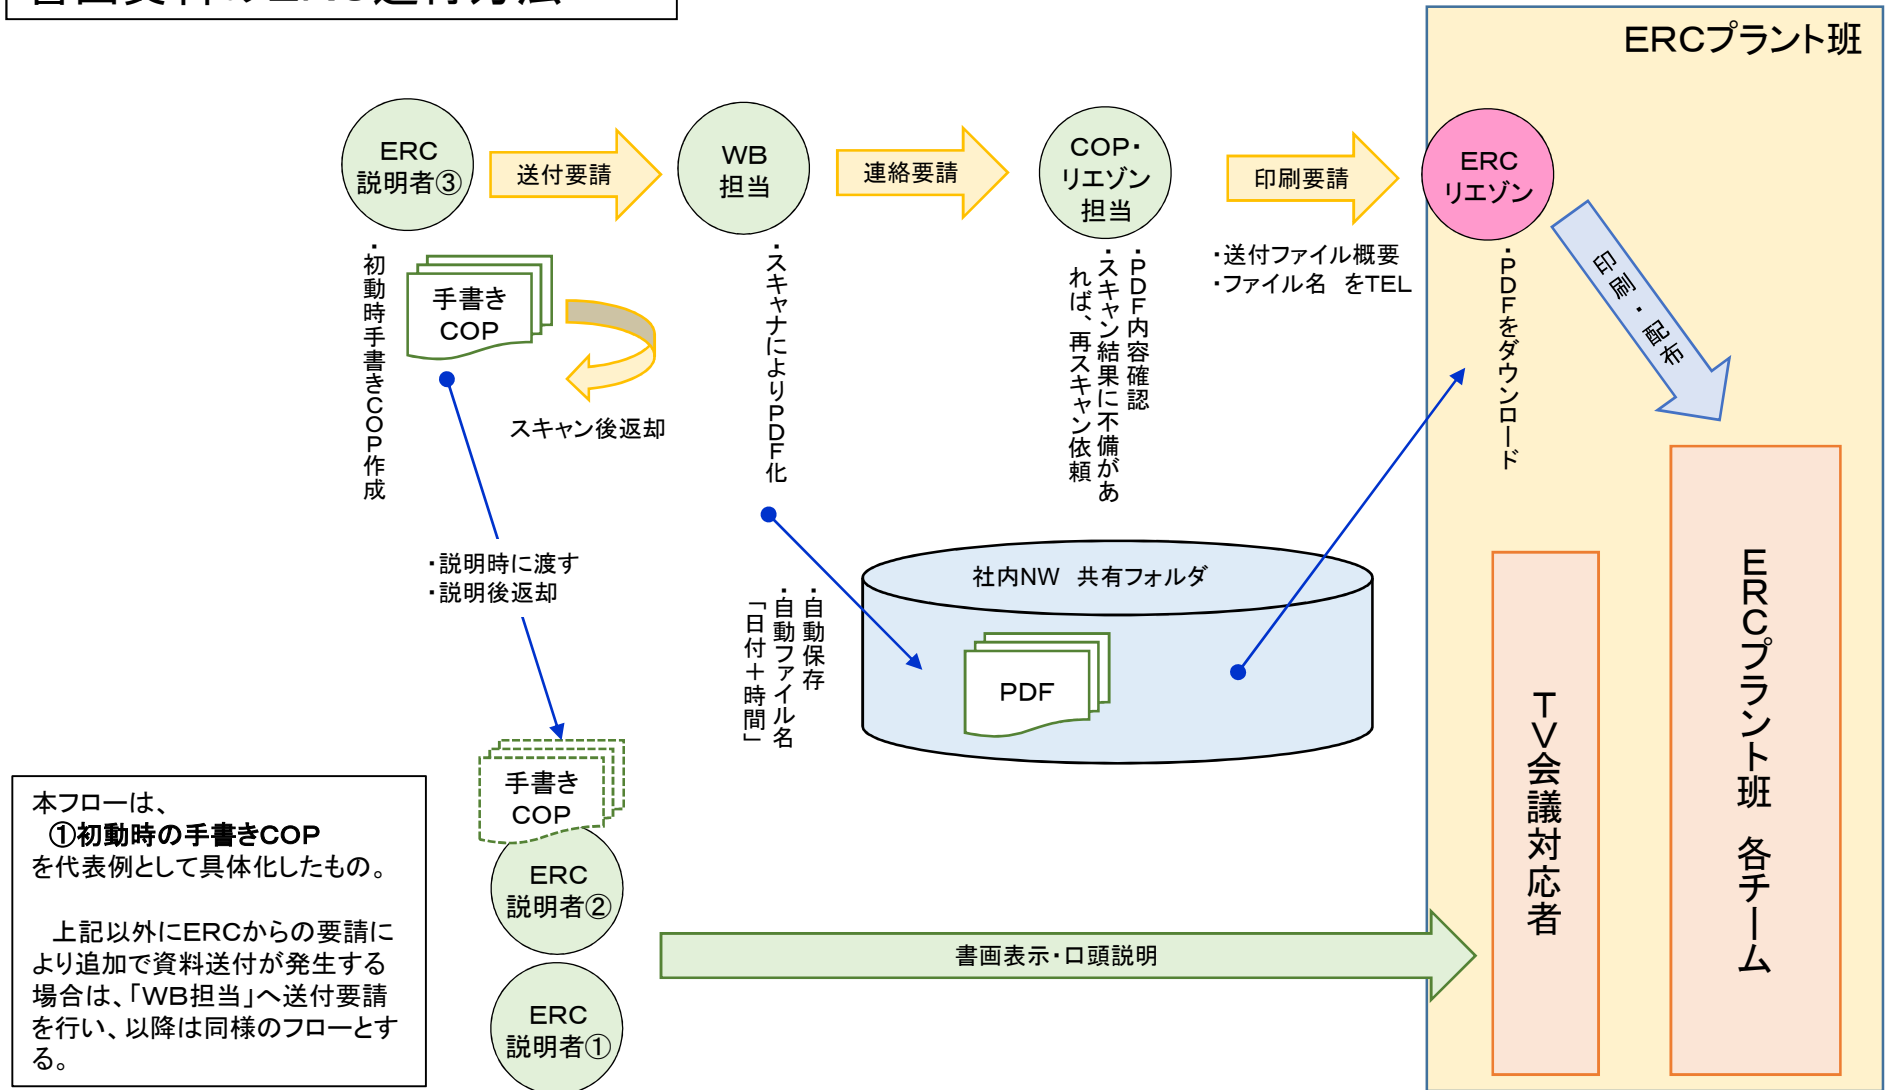 書画資料のERC送付方法
ERCプラント班
ERC
説明者③
送付要請
WB
担当
連絡要請
COP・
リエゾン
担当
印刷要請
ERC
リエゾン
・初動時手書きCOP作成
手書き
COP
スキャン後返却
・スキャナによりPDF化
・PDF内容確認
・スキャン結果に不備があ
れば、再スキャン依頼
・送付ファイル概要
・ファイル名　をTEL
・PDFをダウンロード
印刷・配布
・説明時に渡す
・説明後返却
・自動保存
・自動ファイル名
「日付＋時間」
社内NW　共有フォルダ
PDF
手書き
COP
ERC
説明者②
ERC
説明者①
書画表示・口頭説明
TV会議対応者
ERCプラント班　各チーム
本フローは、
①初動時の手書きCOP
を代表例として具体化したもの。
上記以外にERCからの要請に
より追加で資料送付が発生する
場合は、「WB担当」へ送付要請
を行い、以降は同様のフローとす
る。